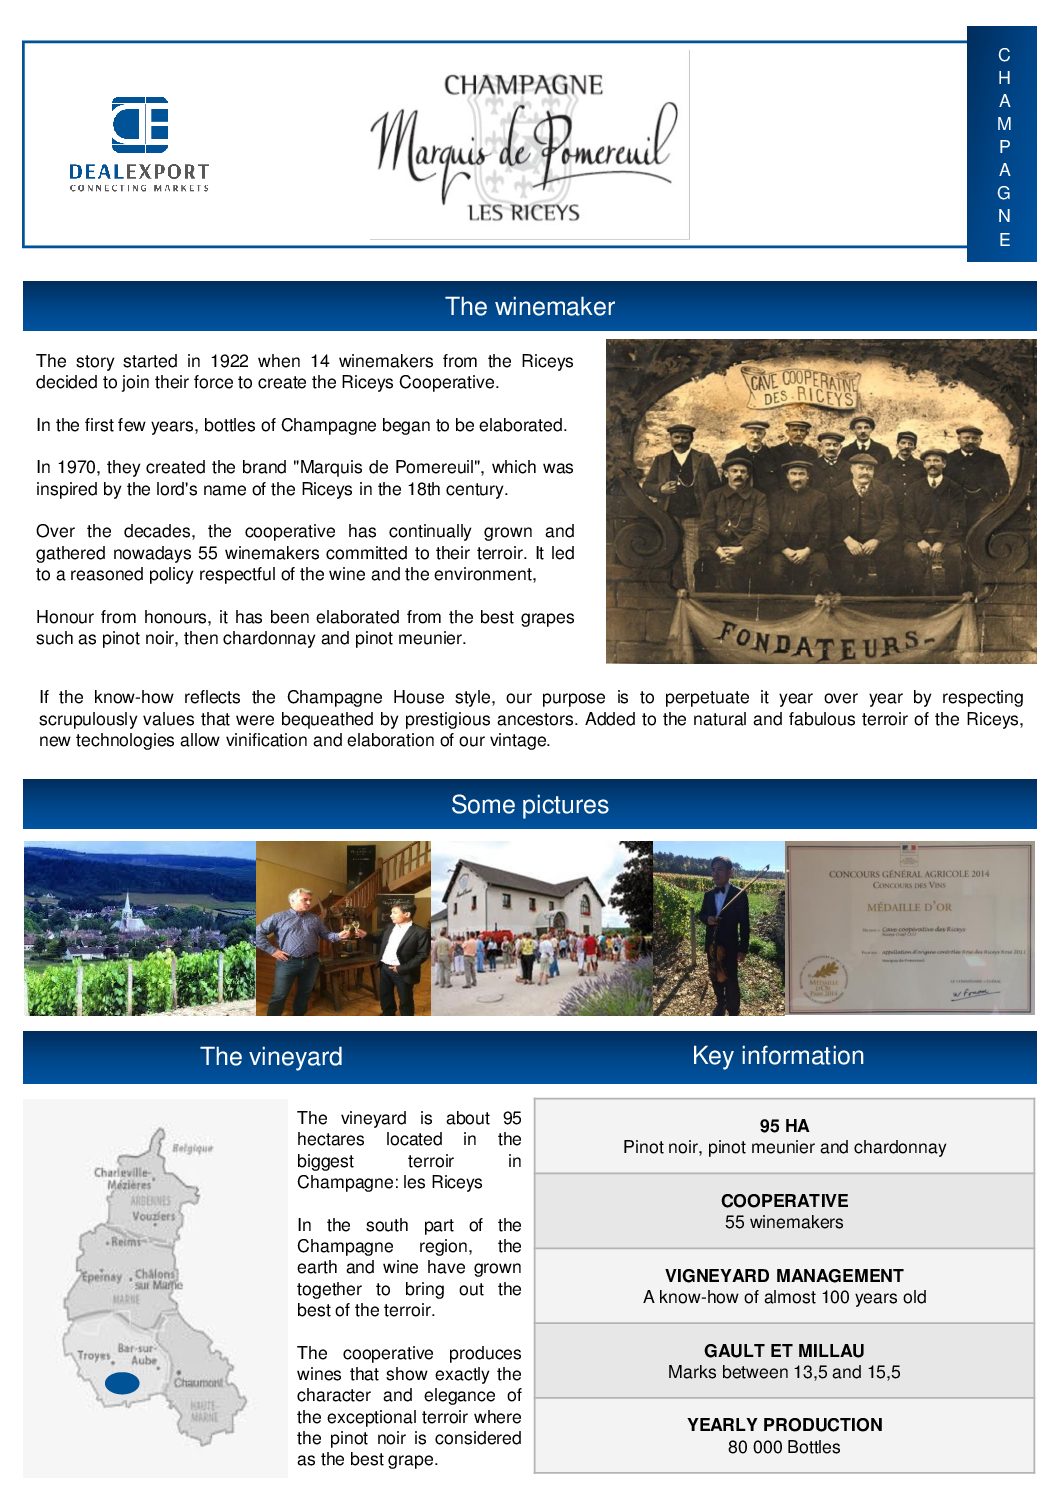 DEALEXPORT
CONNECTING MARKETS
CHAMPAGNE
Marquis de Pomereuil
LES RICEYS
C
H
A
M
P
A
G
N
E
The winemaker
The story started in 1922 when 14 winemakers from the Riceys
decided to join their force to create the Riceys Cooperative.
In the first few years, bottles of Champagne began to be elaborated.
In 1970, they created the brand "Marquis de Pomereuil", which was
inspired by the lord's name of the Riceys in the 18th century.
Over the decades, the cooperative has continually grown and
gathered nowadays 55 winemakers committed to their terroir. It led
to a reasoned policy respectful of the wine and the environment,
Honour from honours, it has been elaborated from the best grapes
such as pinot noir, then chardonnay and pinot meunier.
CAVE COOPERATIVE
DES RICEYS
FONDATEURS-
If the know-how reflects the Champagne House style, our purpose is to perpetuate it year over year by respecting
scrupulously values that were bequeathed by prestigious ancestors. Added to the natural and fabulous terroir of the Riceys,
new technologies allow vinification and elaboration of our vintage.
Some pictures
CONCOURS GÉNÉRAL AGRICOLE 2014
CONCOURS DES VINS
MÉDAILLE D'OR
Cave coopérative des Riceys
appellation d'origine contrôlée Rosé des Riceys Rosé 2011
Marquis de Pomereuil
The vineyard
Key information
Belgique
Charleville-
Mézières
ARDENNES
Vouziers
Reims
Epernay
Châlons
sur Marne
MARNE
Troyes
Bar-sur-
Aube
Chaumont
HAUTE-
MARNE
The vineyard is about 95
hectares located in the
biggest terroir in
Champagne: les Riceys
In the south part of the
Champagne region, the
earth and wine have grown
together to bring out the
best of the terroir.
The cooperative produces
wines that show exactly the
character and elegance of
the exceptional terroir where
the pinot noir is considered
as the best grape.
95 HA
Pinot noir, pinot meunier and chardonnay
COOPERATIVE
55 winemakers
VIGNEYARD MANAGEMENT
A know-how of almost 100 years old
GAULT ET MILLAU
Marks between 13,5 and 15,5
YEARLY PRODUCTION
80 000 Bottles